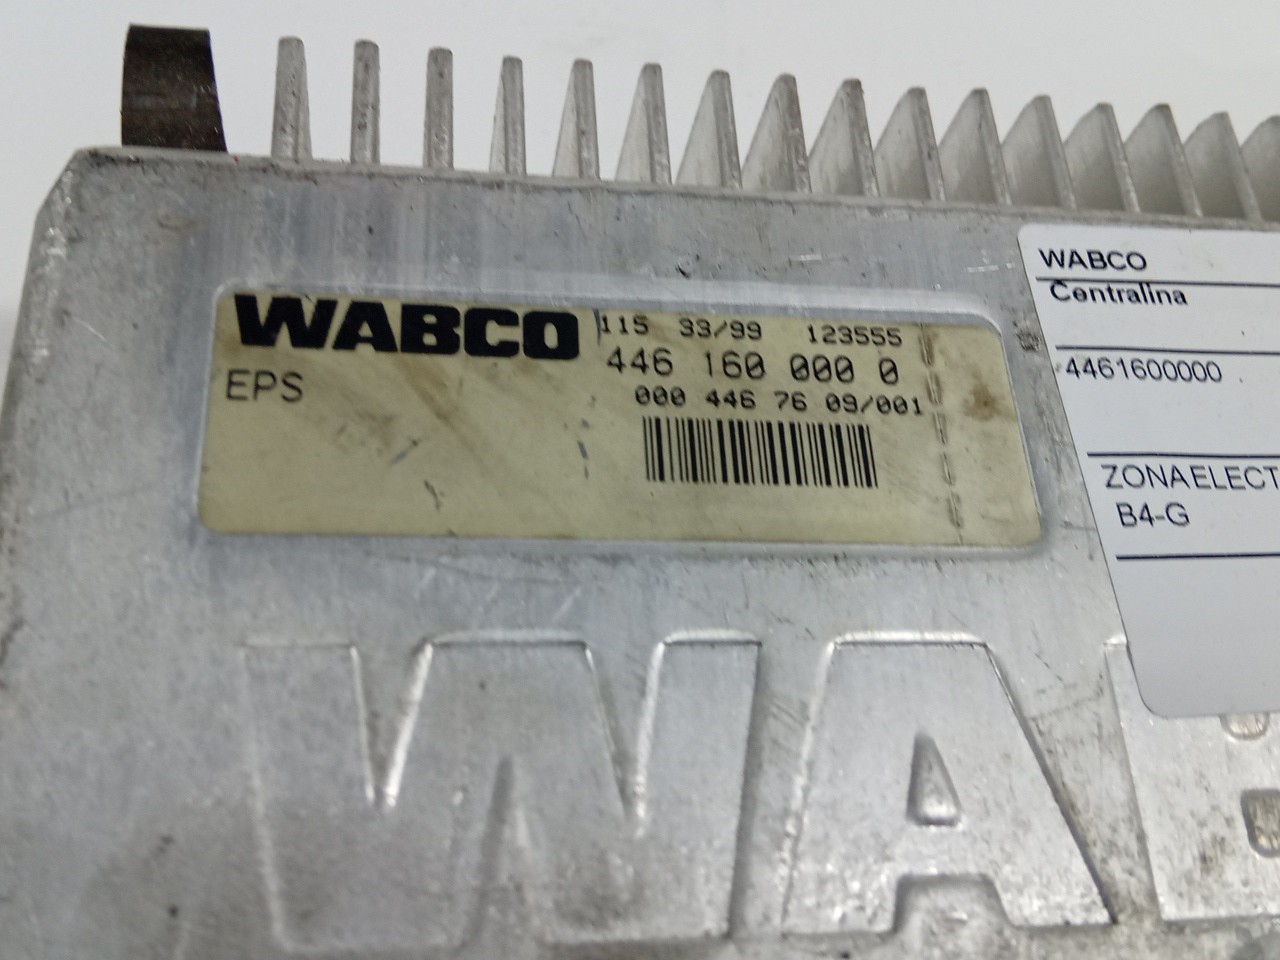 WABCO 115 33/99 123555
446 160 000 0
EPS
000 446 76 09/001
WABCO
Centralina
4461600000
ZONAELECT
B4-G
WA